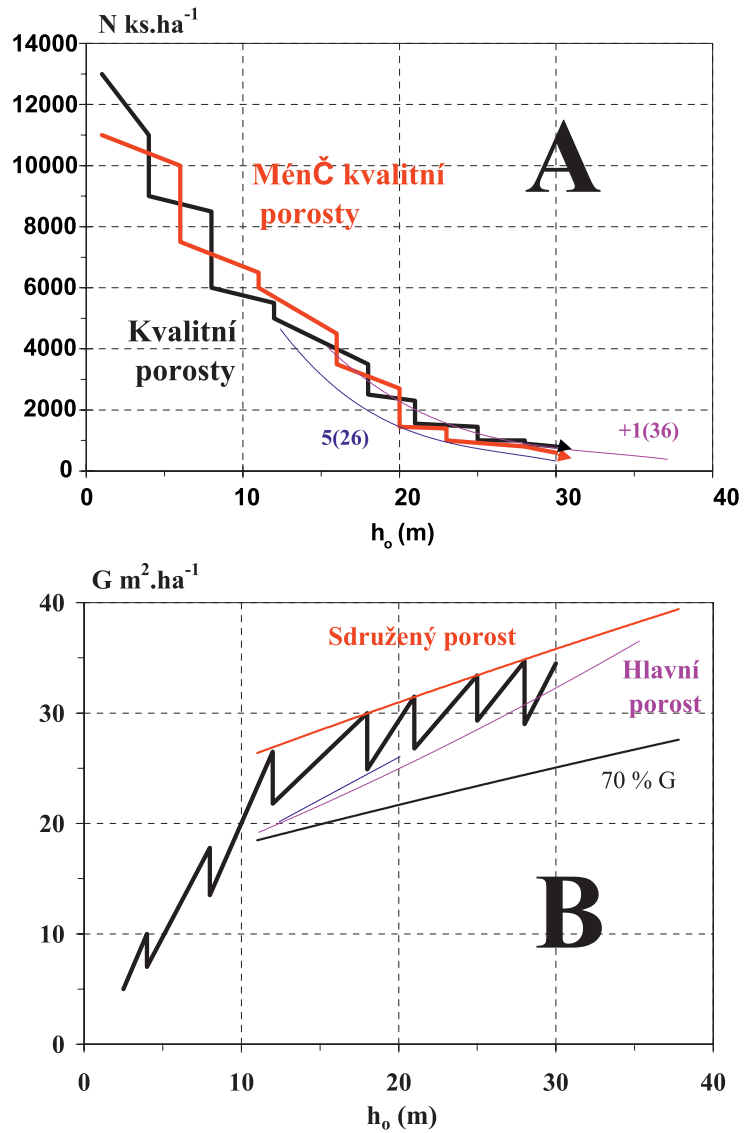 N ks.ha-1
14000
12000
10000
8000
6000
4000
2000
0
A
MénČ kvalitní
porosty
Kvalitní
porosty
5(26)
+1(36)
0
10
20
30
40
ho (m)
G m2.ha-1
40
30
20
10
0
Sdružený porost
Hlavní
porost
70 % G
B
0
10
20
30
40
ho (m)